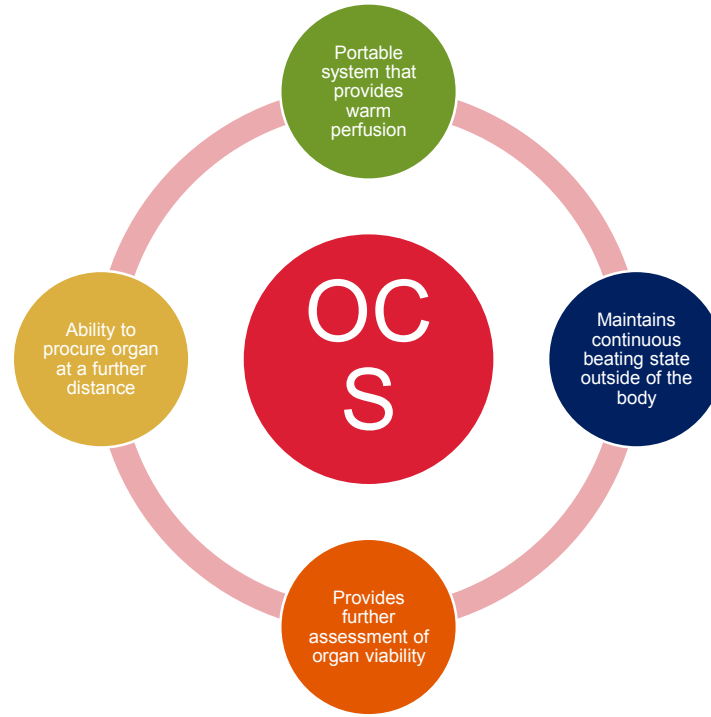 Portable
system that
provides
warm
perfusion
OC
S
Ability to
procure organ
at a further
distance
Maintains
continuous
beating state
outside of the
body
Provides
further
assessment of
organ viability